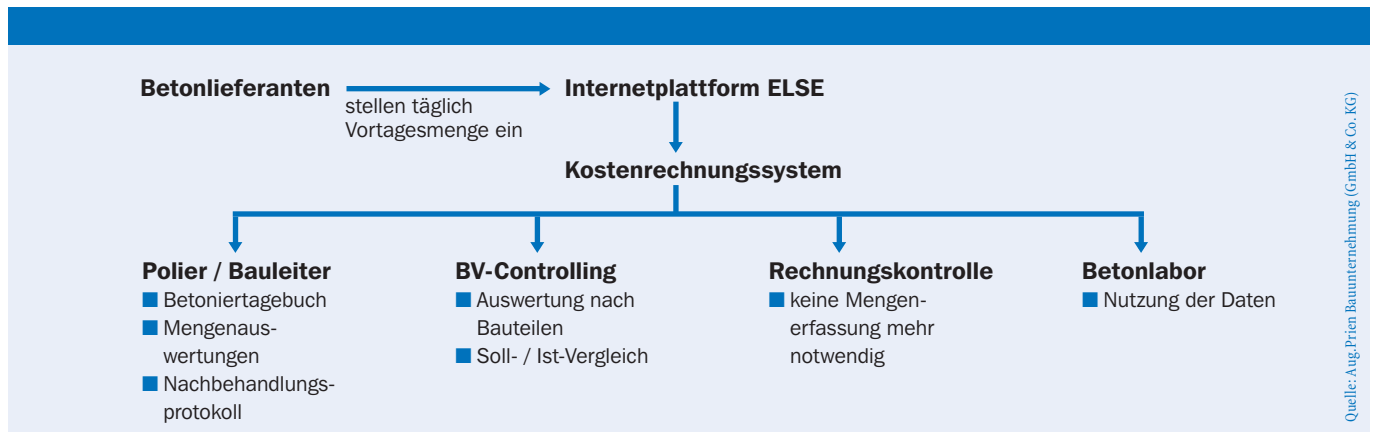 Betonlieferanten
stellen täglich
Vortagesmenge ein
Internetplattform ELSE
Kostenrechnungssystem
Polier / Bauleiter
Betoniertagebuch
Mengenaus-
wertungen
Nachbehandlungs-
protokoll
BV-Controlling
Auswertung nach
Bauteilen
Soll- / Ist-Vergleich
Rechnungskontrolle
keine Mengen-
erfassung mehr
notwendig
Betonlabor
Nutzung der Daten
Quelle: Aug.Prien Bauunternehmung (GmbH & Co. KG)